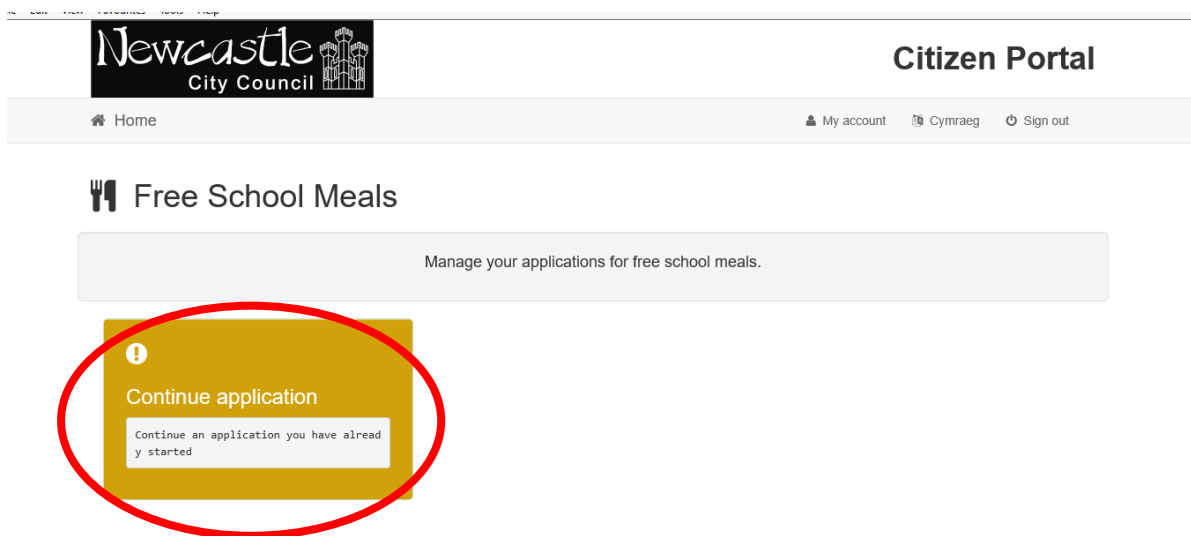 Newcastle
City Council
Citizen Portal
Home
My account Cymraeg Sign out
Free School Meals
Manage your applications for free school meals.
Continue application
Continue an application you have alread
y started